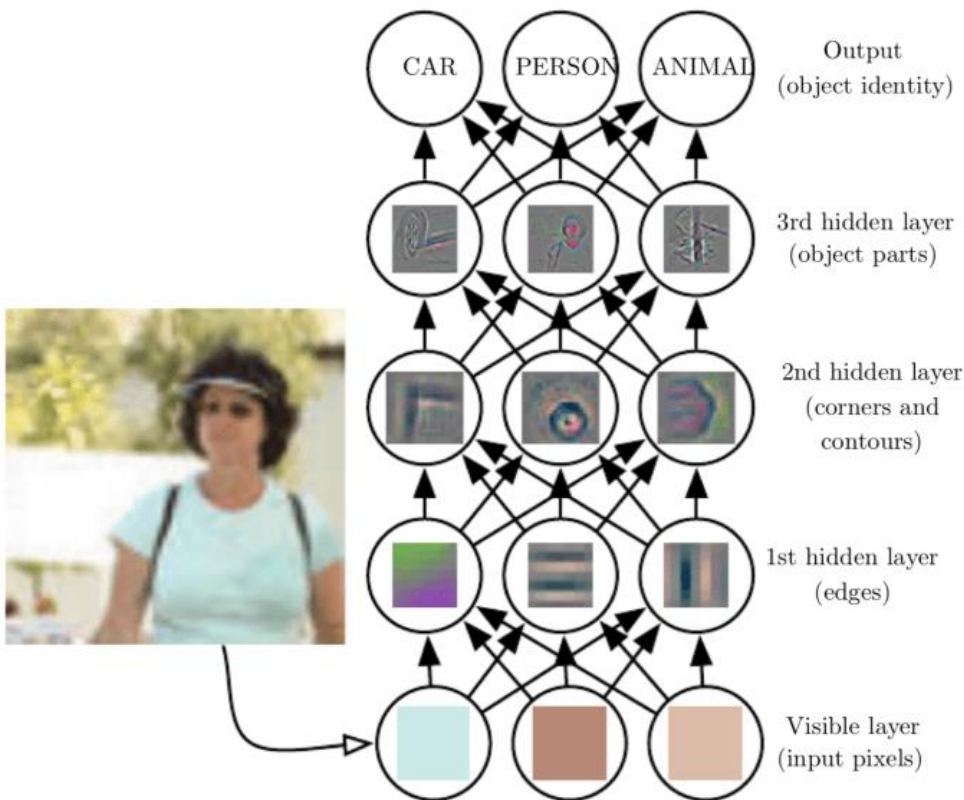 CAR PERSON ANIMAL
Output
(object identity)
3rd hidden layer
(object parts)
2nd hidden layer
(corners and
contours)
1st hidden layer
(edges)
Visible layer
(input pixels)